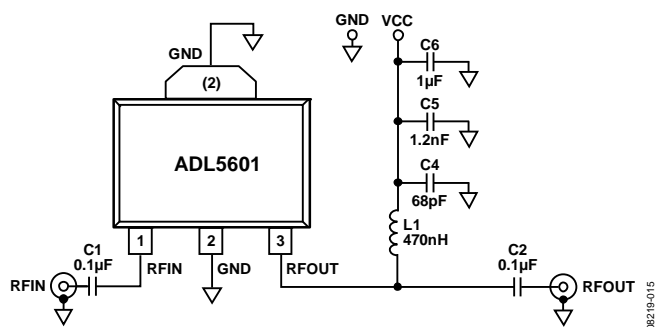 GND VCC
GND
C6
1µF
(2)
C5
1.2nF
ADL5601
C4
68pF
L1
470nH
1 2 3
C1
0.1µF
C2
0.1µF
RFIN GND RFOUT
RFIN
RFOUT
08219-015